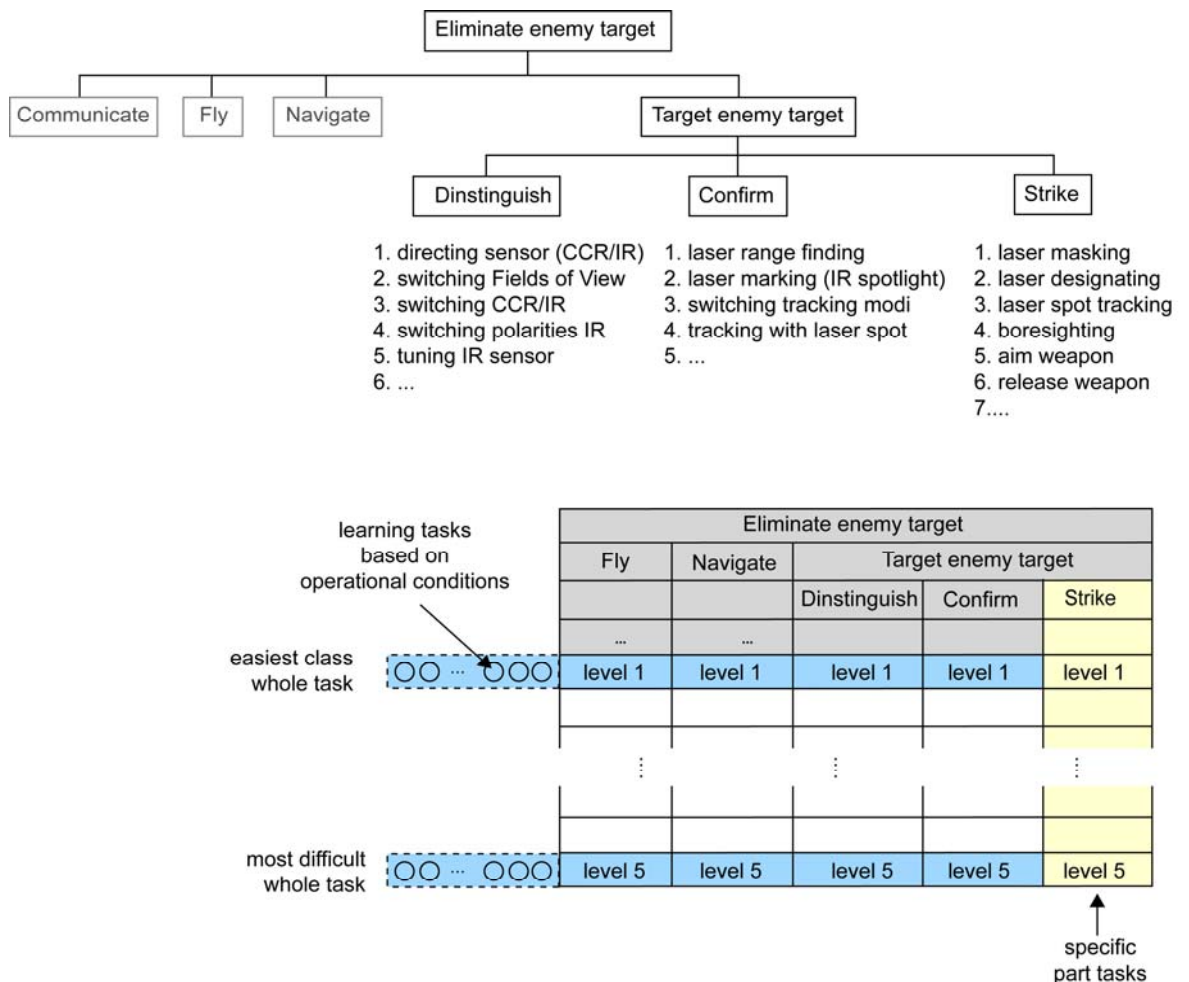 Eliminate enemy target
Communicate
Fly
Navigate
Target enemy target
Dinstinguish
Confirm
Strike
1. directing sensor (CCR/IR)
2. switching Fields of View
3. switching CCR/IR
4. switching polarities IR
5. tuning IR sensor
6. ...
1. laser range finding
2. laser marking (IR spotlight)
3. switching tracking modi
4. tracking with laser spot
5. ...
1. laser masking
2. laser designating
3. laser spot tracking
4. boresighting
5. aim weapon
6. release weapon
7....
learning tasks
based on
operational conditions
Eliminate enemy target
Fly
Navigate
Target enemy target
Dinstinguish
Confirm
Strike
...
...
easiest class
whole task
...
level 1
level 1
level 1
level 1
level 1
most difficult
whole task
...
level 5
level 5
level 5
level 5
level 5
specific
part tasks